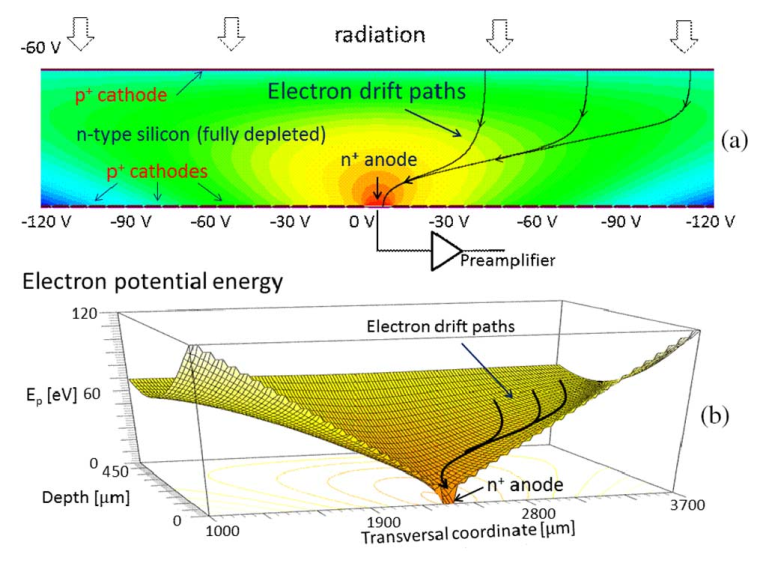 -60 V
radiation
p+ cathode
Electron drift paths
n-type silicon (fully depleted)
(a)
p+ cathodes
n+ anode
-120 V -90 V -60 V -30 V 0 V -30 V -60 V -90 V -120 V
Preamplifier
Electron potential energy
120
Electron drift paths
Ep [eV] 60
(b)
0
450
Depth [μm]
n+ anode
0
1000
1900
2800
3700
Transversal coordinate [μm]